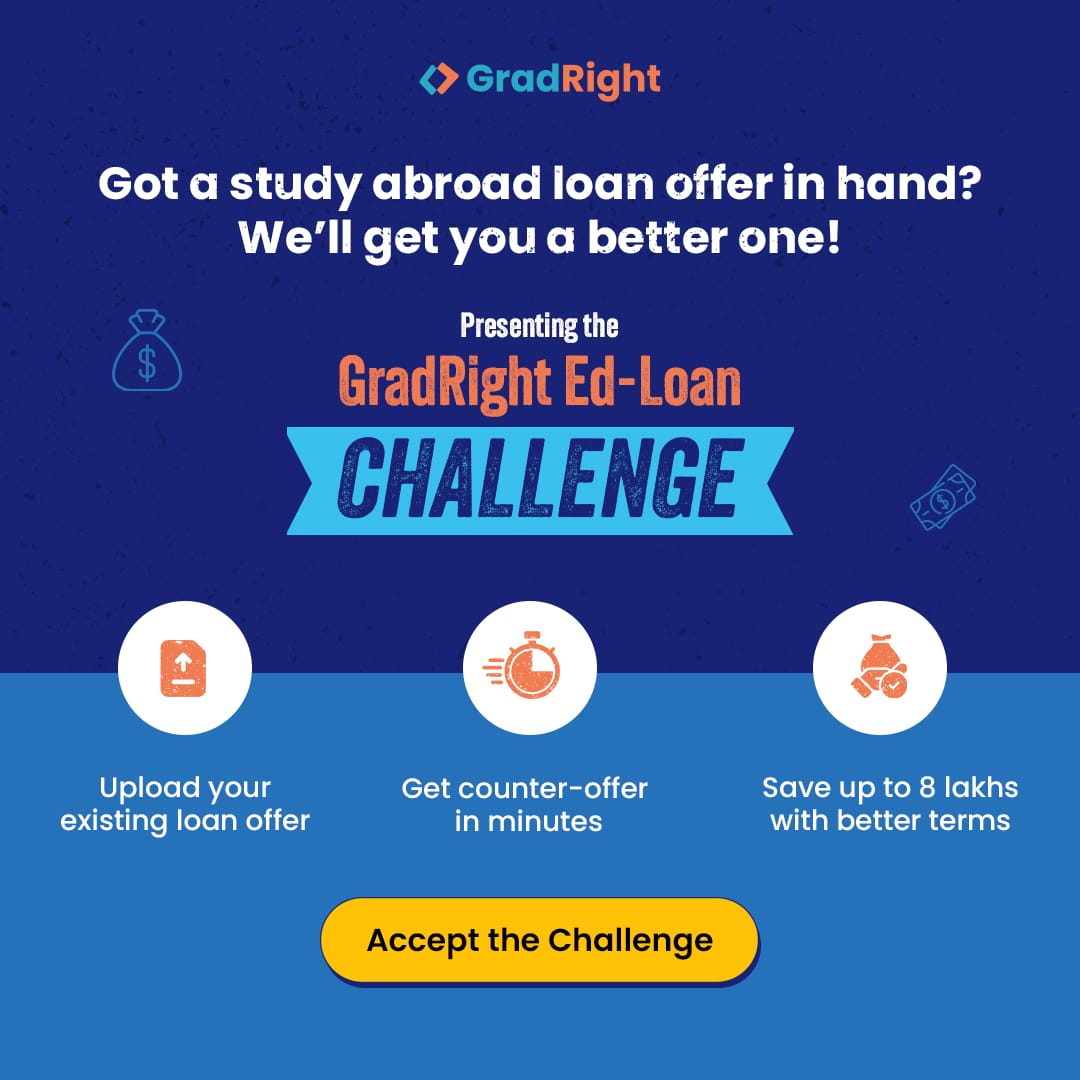 GradRight
Got a study abroad loan offer in hand?
We’ll get you a better one!
Presenting the
GradRight Ed-Loan
CHALLENGE
Upload your
existing loan offer
Get counter-offer
in minutes
Save up to 8 lakhs
with better terms
Accept the Challenge